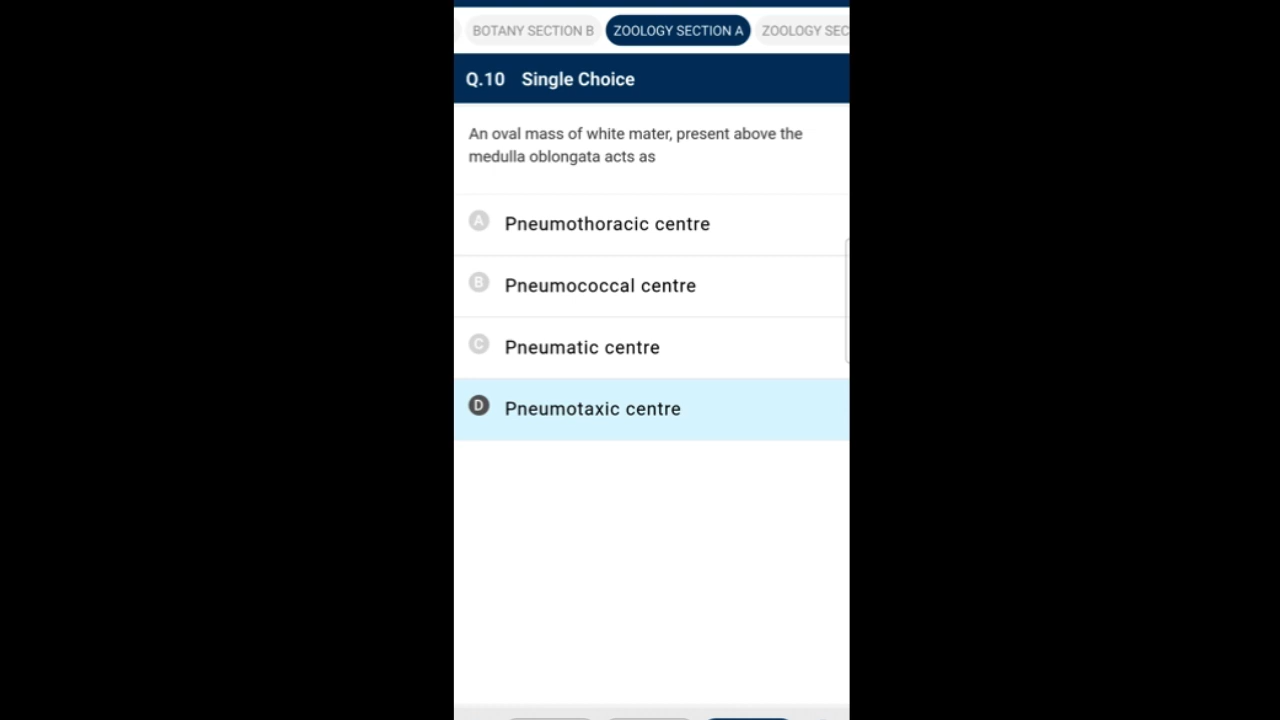 BOTANY SECTION B ZOOLOGY SECTION A ZOOLOGY SEC
Q.10 Single Choice
An oval mass of white mater, present above the
medulla oblongata acts as
A Pneumothoracic centre
B Pneumococcal centre
C Pneumatic centre
D Pneumotaxic centre